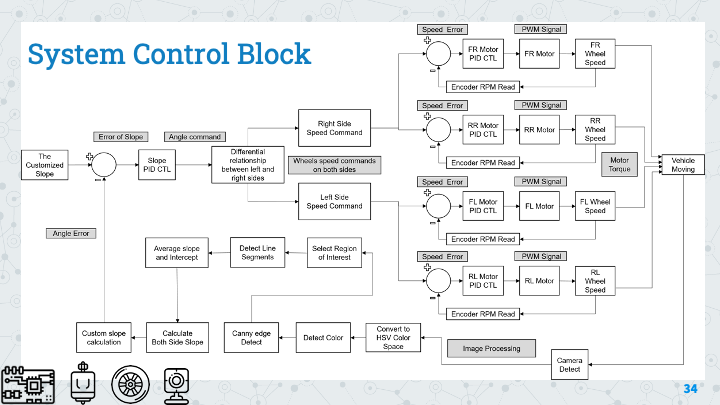 System Control Block
Speed Error
PWM Signal
+
FR Motor
PID CTL
FR Motor
FR
Wheel
Speed
-
Encoder RPM Read
Speed Error
PWM Signal
+
RR Motor
PID CTL
RR Motor
RR
Wheel
Speed
-
Encoder RPM Read
Right Side
Speed Command
Error of Slope
Angle command
The
Customized
Slope
+
-
Slope
PID CTL
Differential
relationship
between left and
right sides
Wheels speed commands
on both sides
Motor
Torque
Vehicle
Moving
Left Side
Speed Command
Speed Error
PWM Signal
+
FL Motor
PID CTL
FL Motor
FL Wheel
Speed
-
Encoder RPM Read
Angle Error
Average slope
and Intercept
Detect Line
Segments
Select Region
of Interest
Speed Error
PWM Signal
+
RL Motor
PID CTL
RL Motor
RL
Wheel
Speed
-
Encoder RPM Read
Custom slope
calculation
Calculate
Both Side Slope
Canny edge
Detect
Detect Color
Convert to
HSV Color
Space
Image Processing
Camera
Detect
34